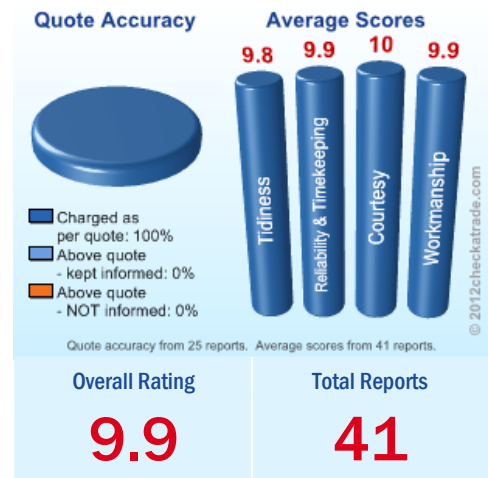 Quote Accuracy
Average Scores
9.8
9.9
10
9.9
Tidiness
Reliability & Timekeeping
Courtesy
Workmanship
Charged as
per quote: 100%
Above quote
- kept informed: 0%
Above quote
- NOT informed: 0%
© 2012checkatrade.com
Quote accuracy from 25 reports. Average scores from 41 reports.
Overall Rating
9.9
Total Reports
41